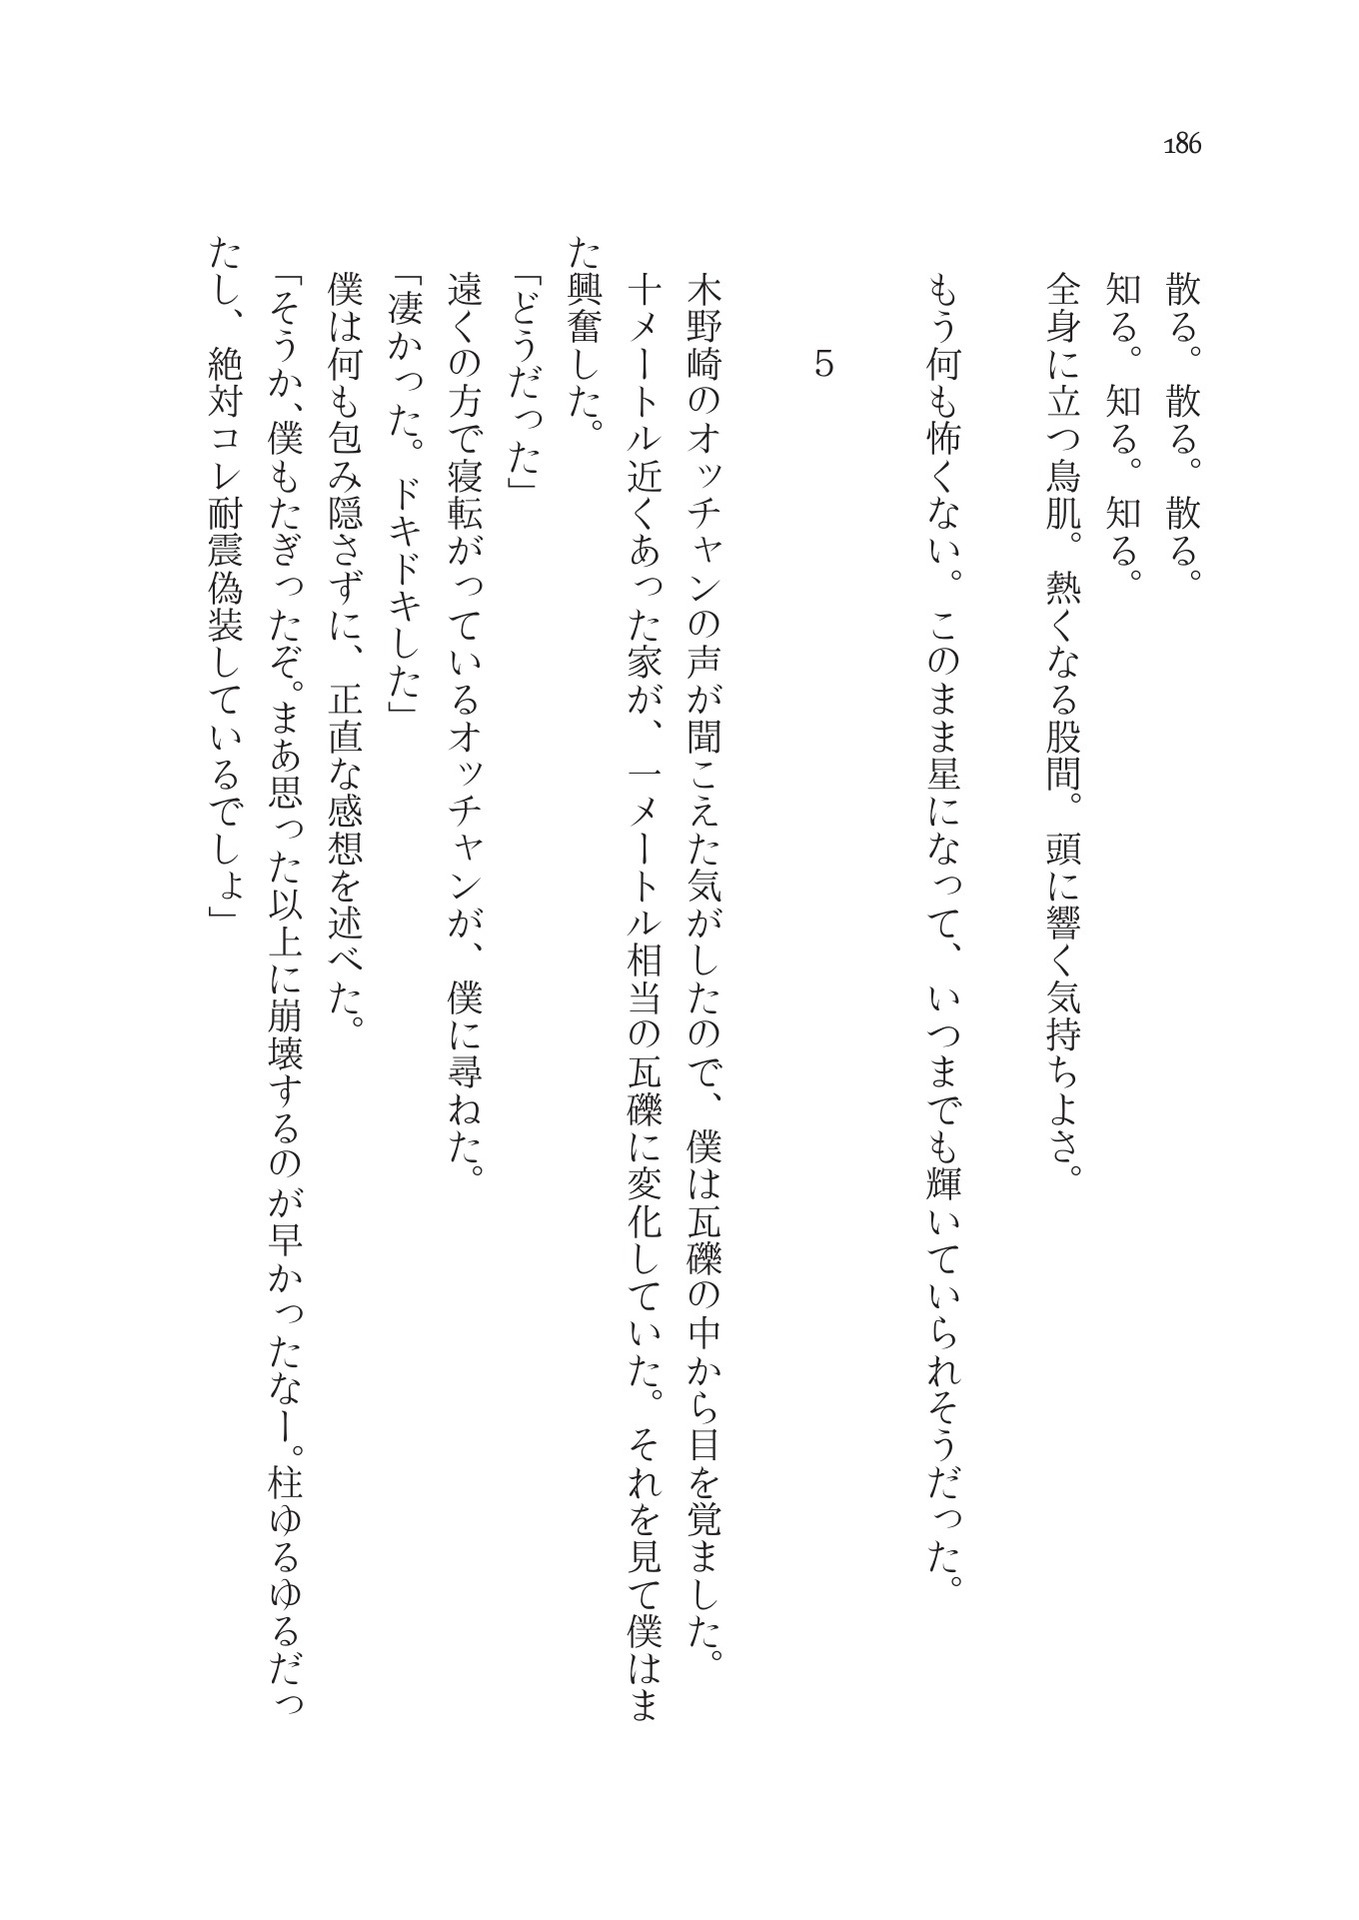 186
散る。散る。散る。
知る。知る。知る。
全身に立つ鳥肌。熱くなる股間。頭に響く気持ちよさ。
もう何も怖くない。このまま星になって、いつまでも輝いていられそうだった。
5
木野崎のオッチャンの声が聞こえた気がしたので、僕は瓦礫の中から目を覚ました。
十メートル近くあった家が、一メートル相当の瓦礫に変化していた。それを見て僕はま
た興奮した。
「どうだった」
遠くの方で寝転がっているオッチャンが、僕に尋ねた。
「凄かった。ドキドキした」
僕は何も包み隠さずに、正直な感想を述べた。
「そうか、僕もたぎったぞ。まあ思った以上に崩壊するのが早かったなー。柱ゆるゆるだっ
たし、絶対コレ耐震偽装しているでしょ」